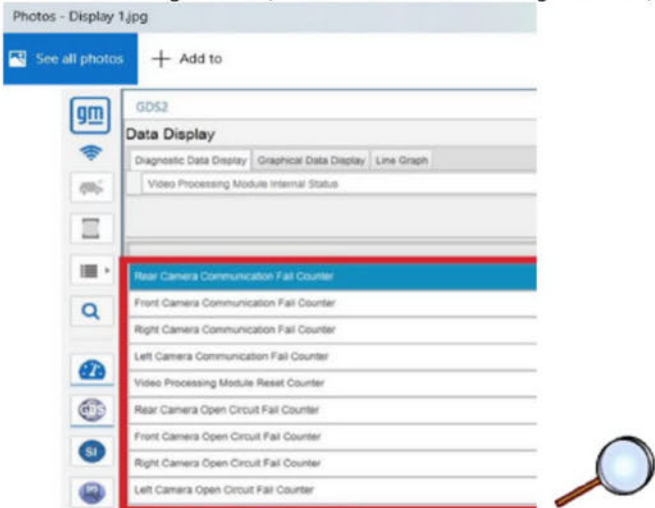 Photos - Display 1.jpg
See all photos + Add to
gm
GDS2
Data Display
Diagnostic Data Display Graphical Data Display Line Graph
Video Processing Module Internal Status
Rear Camera Communication Fail Counter
Front Camera Communication Fail Counter
Right Camera Communication Fail Counter
Left Camera Communication Fail Counter
Video Processing Module Reset Counter
Rear Camera Open Circuit Fail Counter
GDS
Front Camera Open Circuit Fail Counter
SI
Right Camera Open Circuit Fail Counter
Left Camera Open Circuit Fail Counter